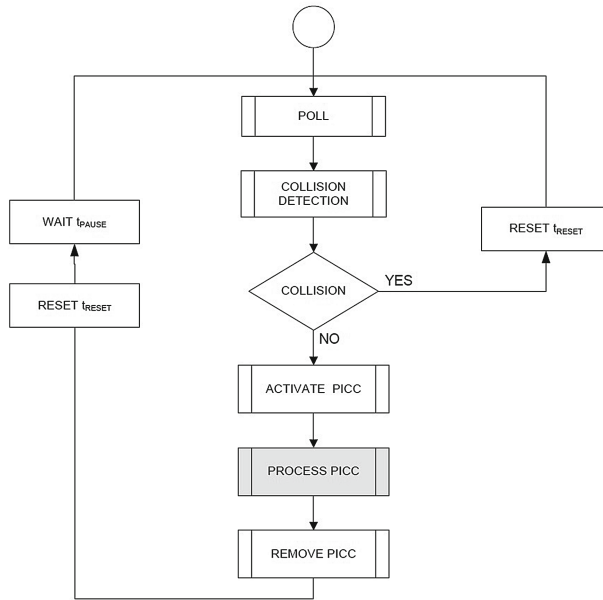 POLL
COLLISION
DETECTION
WAIT tPAUSE
RESET tRESET
COLLISION
YES
RESET tRESET
NO
ACTIVATE PICC
PROCESS PICC
REMOVE PICC